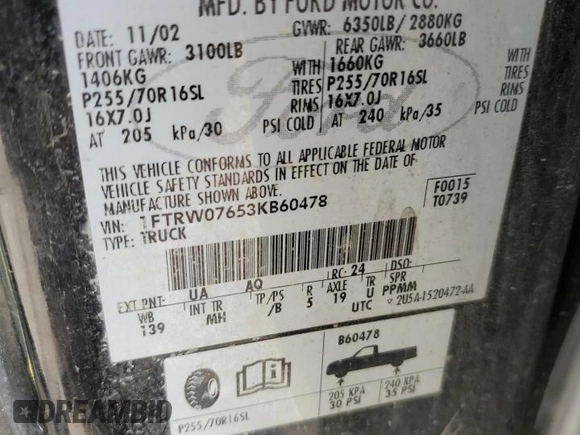 MFD. BY FORD MOTOR CO.
DATE: 11/02 GVWR: 6350LB/ 2880KG
FRONT GAWR: 3100LB REAR GAWR: 3660LB
1406KG WITH 1660KG WITH
P255/70R16SL TIRES P255/70R16SL TIRES
16X7.0J RIMS 16X7.0J RIMS
AT 205 kPa/30 PSI COLD AT 240 kPa/35 PSI COLD
Ford
THIS VEHICLE CONFORMS TO ALL APPLICABLE FEDERAL MOTOR
VEHICLE SAFETY STANDARDS IN EFFECT ON THE DATE OF
MANUFACTURE SHOWN ABOVE.
VIN: 1FTRW07653KB60478 F0015
TYPE: TRUCK T0739
EXT PNT: UA AQ RC: 24 DSO:
WB INT TR TP/PS R AXLE TR SPR
139 MH /B 5 19 U PPMM
UTC 2U5A-1520472-AA
B60478
205 KPA 240 KPA
30 PSI 35 PSI
P255/70R16SL
DREAMBID